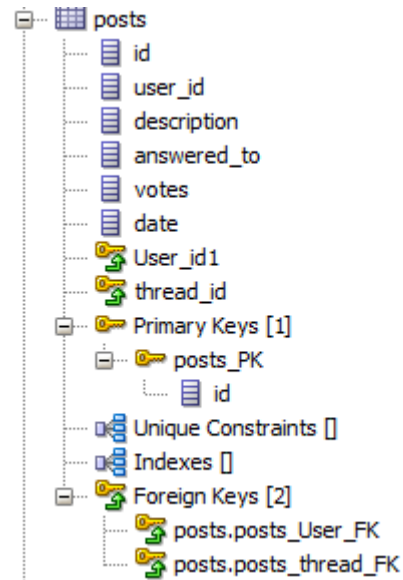 posts
id
user_id
description
answered_to
votes
date
User_id1
thread_id
Primary Keys [1]
posts_PK
id
Unique Constraints []
Indexes []
Foreign Keys [2]
posts.posts_User_FK
posts.posts_thread_FK